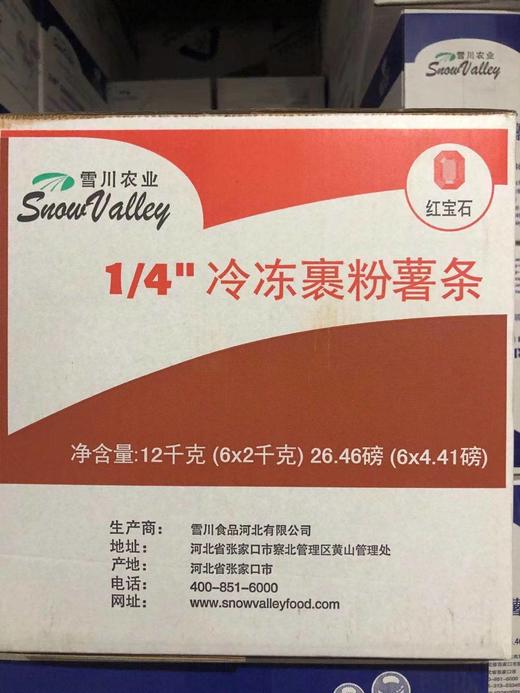 雪川农业
SnowValley
雪川农业
SnowValley
红宝石
1/4" 冷冻裹粉薯条
净含量:12千克 (6x2千克) 26.46磅 (6x4.41磅)
生产商: 雪川食品河北有限公司
地址: 河北省张家口市察北管理区黄山管理处
产地: 河北省张家口市
电话: 400-851-6000
网址: www.snowvalleyfood.com